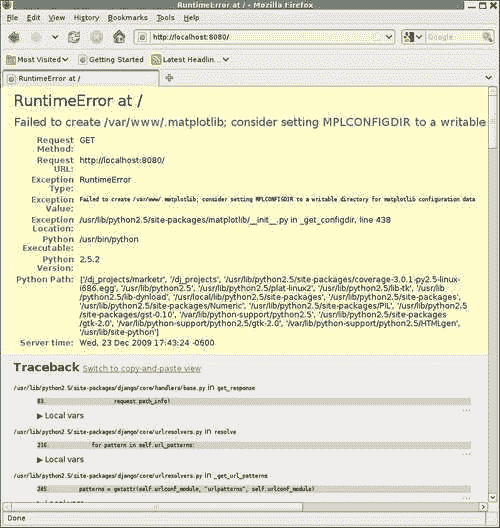 RuntimeError at / - Mozilla Firefox
File Edit View History Bookmarks Tools Help
http://localhost:8080/
Google
Most Visited
Getting Started
Latest Headlin...
RuntimeError at /
RuntimeError at /
Failed to create /var/www/.matplotlib; consider setting MPLCONFIGDIR to a writable
Request Method: GET
Request URL: http://localhost:8080/
Exception Type: RuntimeError
Exception Value: Failed to create /var/www/.matplotlib; consider setting MPLCONFIGDIR to a writable directory for matplotlib configuration data
Exception Location: /usr/lib/python2.5/site-packages/matplotlib/__init__.py in _get_configdir, line 438
Python Executable: /usr/bin/python
Python Version: 2.5.2
Python Path: ['/dj_projects/marketr', '/dj_projects', '/usr/lib/python2.5/site-packages/coverage-3.0.1-py2.5-linux-
i686.egg', '/usr/lib/python2.5', '/usr/lib/python2.5/plat-linux2', '/usr/lib/python2.5/lib-tk', '/usr/lib
/python2.5/lib-dynload', '/usr/local/lib/python2.5/site-packages', '/usr/lib/python2.5/site-packages',
'/usr/lib/python2.5/site-packages/Numeric', '/usr/lib/python2.5/site-packages/PIL', '/usr/lib/python2.5
/site-packages/gst-0.10', '/var/lib/python-support/python2.5', '/usr/lib/python2.5/site-packages
/gtk-2.0', '/var/lib/python-support/python2.5/gtk-2.0', '/usr/lib/python-support/python2.5/HTMLgen',
'/usr/lib/site-python']
Server time: Wed, 23 Dec 2009 17:43:24 -0600
Traceback Switch to copy-and-paste view
/usr/lib/python2.5/site-packages/django/core/handlers/base.py in get_response
83. request.path_info)
...
▶ Local vars
/usr/lib/python2.5/site-packages/django/core/urlresolvers.py in resolve
216. for pattern in self.url_patterns:
...
▶ Local vars
/usr/lib/python2.5/site-packages/django/core/urlresolvers.py in _get_url_patterns
245. patterns = getattr(self.urlconf_module, "urlpatterns", self.urlconf_module)
...
Done